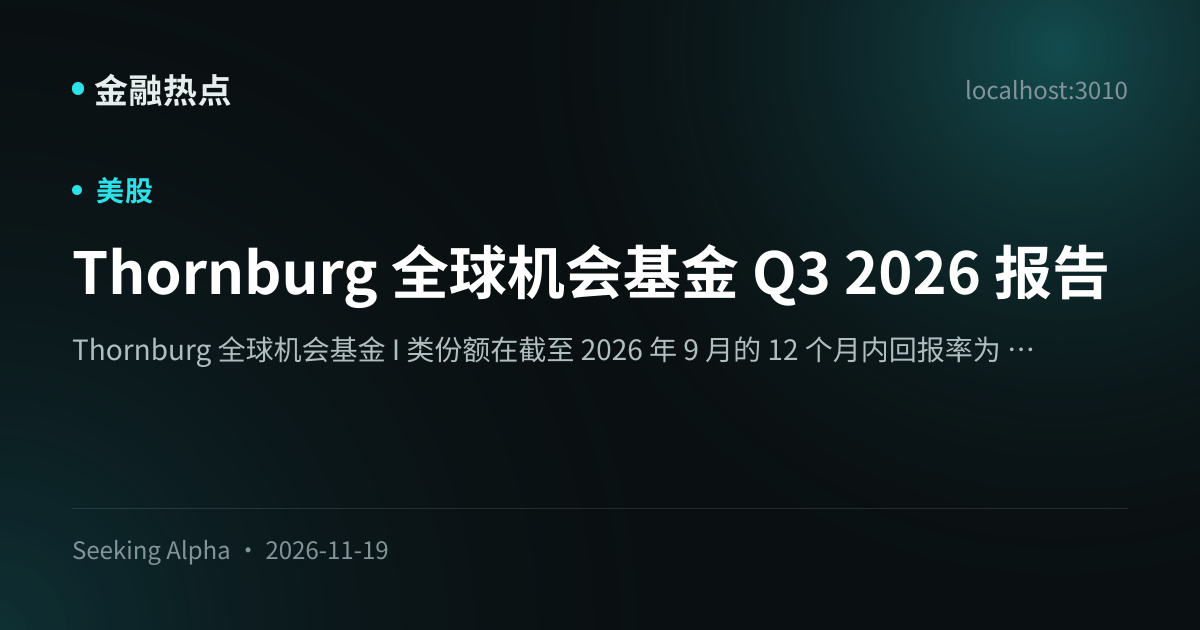 金融热点
localhost:3010
美股
Thornburg 全球机会基金 Q3 2026 报告
Thornburg 全球机会基金 I 类份额在截至 2026 年 9 月的 12 个月内回报率为 …
Seeking Alpha • 2026-11-19